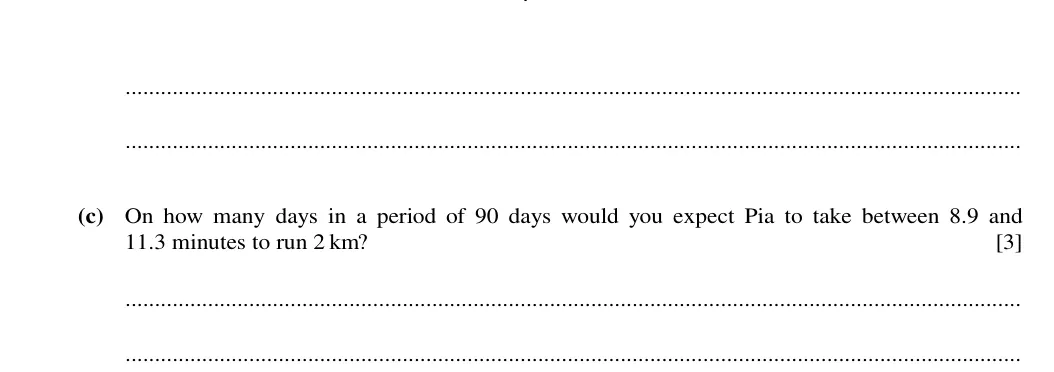 (c) On how many days in a period of 90 days would you expect Pia to take between 8.9 and
11.3 minutes to run 2 km? [3]